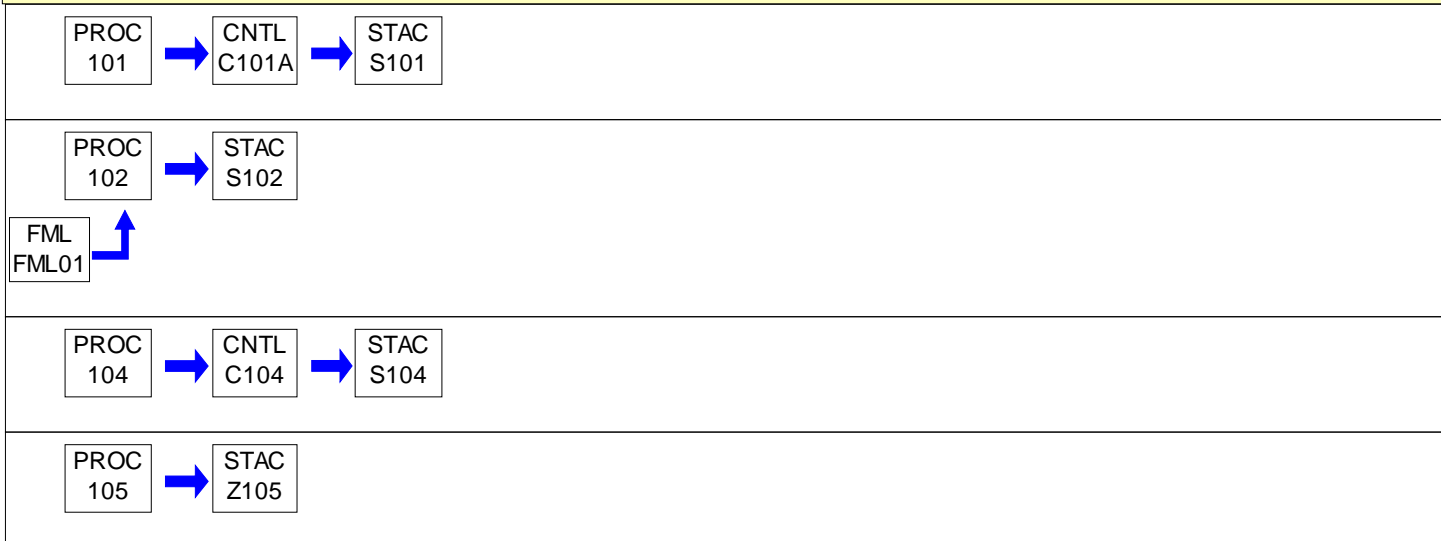 PROC
101
CNTL
C101A
STAC
S101
PROC
102
STAC
S102
FML
FML01
PROC
104
CNTL
C104
STAC
S104
PROC
105
STAC
Z105